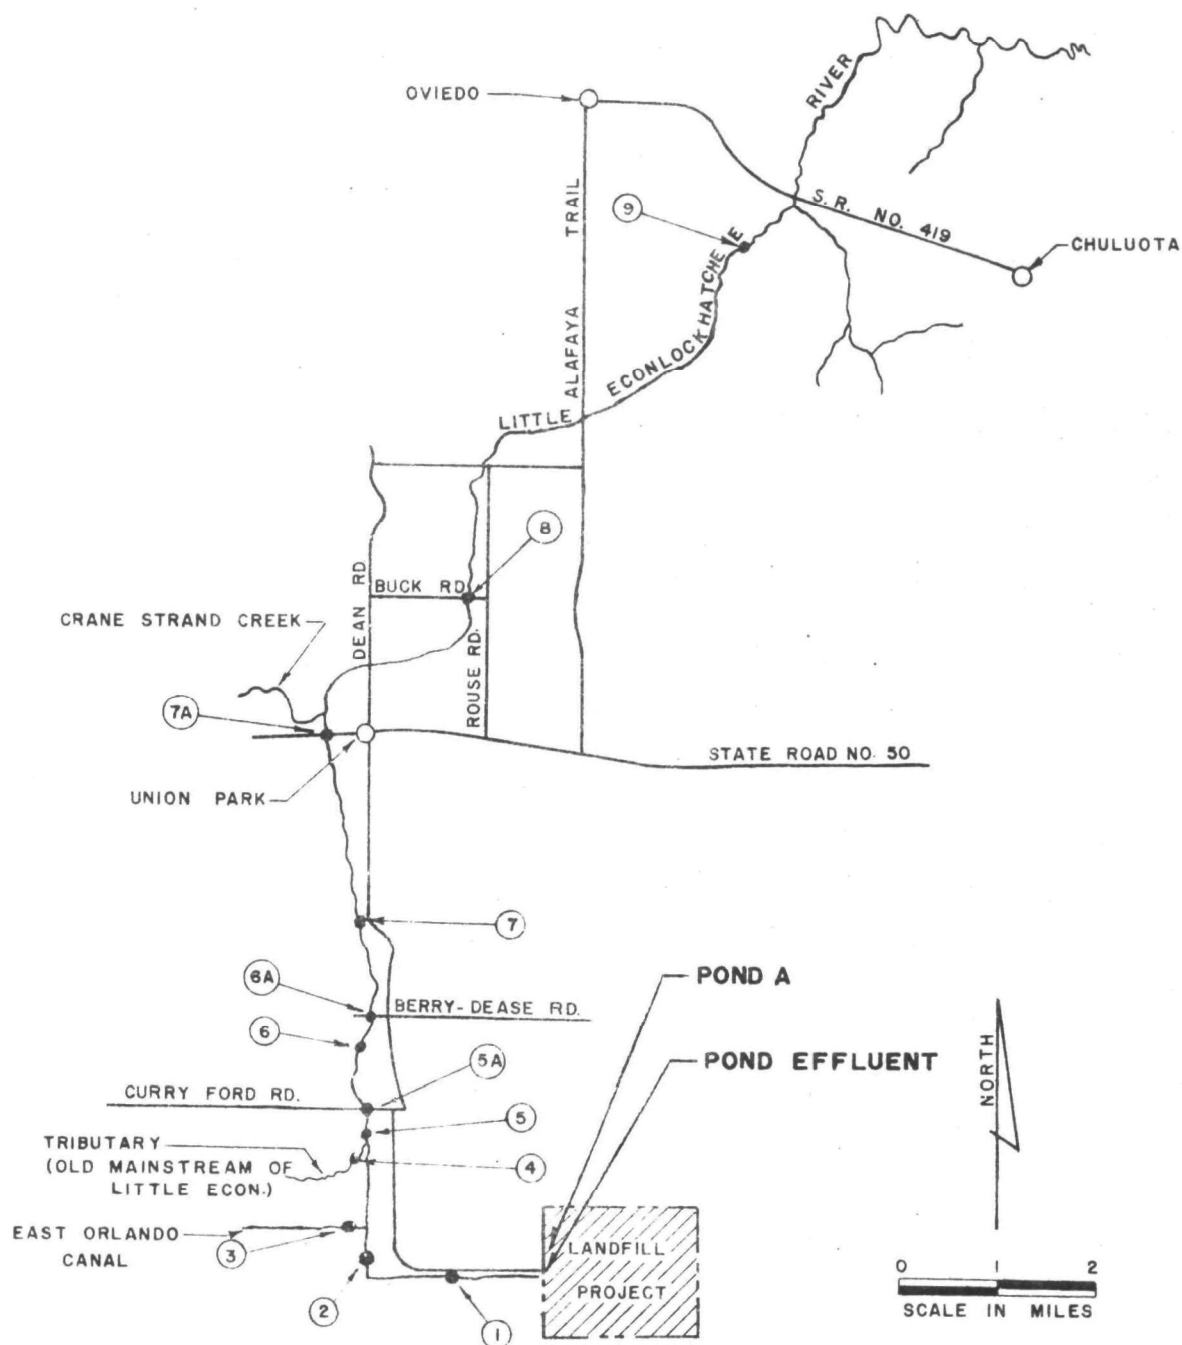 RIVER
OVIEDO
ALAFAYA TRAIL
9
S.R. NO. 419
CHULUOTA
LITTLE ECONLOCKHATCHEE
8
BUCK RD.
DEAN RD
CRANE STRAND CREEK
ROUSE RD.
7A
STATE ROAD NO. 50
UNION PARK
7
6A
POND A
BERRY-DEASE RD.
6
5A
POND EFFLUENT
NORTH
CURRY FORD RD.
5
TRIBUTARY
(OLD MAINSTREAM OF
LITTLE ECON.)
4
EAST ORLANDO
CANAL
3
LANDFILL
PROJECT
2
1
0 1 2
SCALE IN MILES